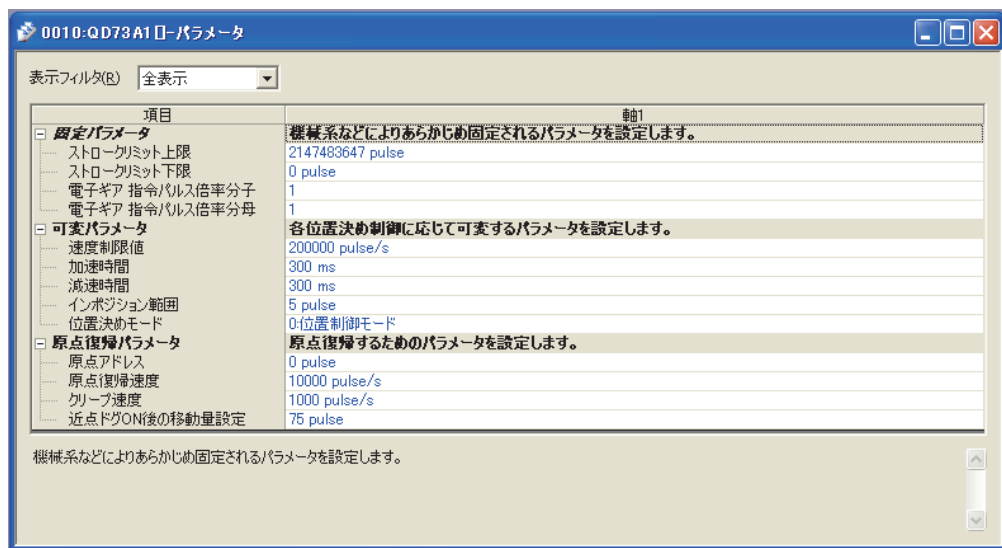 0010:QD73A1[]-パラメータ
表示フィルタ(R) 全表示
項目 軸1
固定パラメータ 機械系などによりあらかじめ固定されるパラメータを設定します。
ストロークリミット上限 2147483647 pulse
ストロークリミット下限 0 pulse
電子ギア 指令パルス倍率分子 1
電子ギア 指令パルス倍率分母 1
可変パラメータ 各位置決め制御に応じて可変するパラメータを設定します。
速度制限値 200000 pulse/s
加速時間 300 ms
減速時間 300 ms
インポジション範囲 5 pulse
位置決めモード 0:位置制御モード
原点復帰パラメータ 原点復帰するためのパラメータを設定します。
原点アドレス 0 pulse
原点復帰速度 10000 pulse/s
クリープ速度 1000 pulse/s
近点ドグON後の移動量設定 75 pulse
機械系などによりあらかじめ固定されるパラメータを設定します。